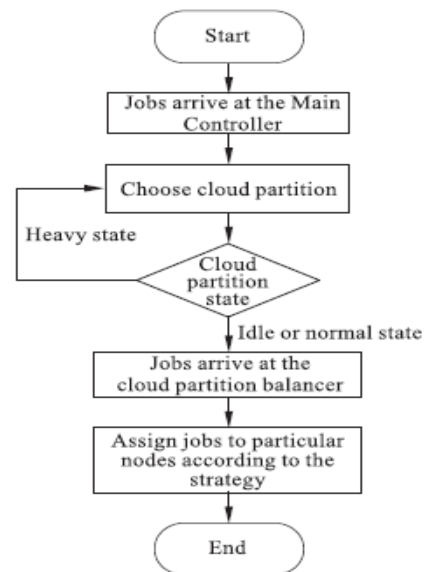 Start
Jobs arrive at the Main
Controller
Choose cloud partition
Heavy state
Cloud
partition
state
Idle or normal state
Jobs arrive at the
cloud partition balancer
Assign jobs to particular
nodes according to the
strategy
End